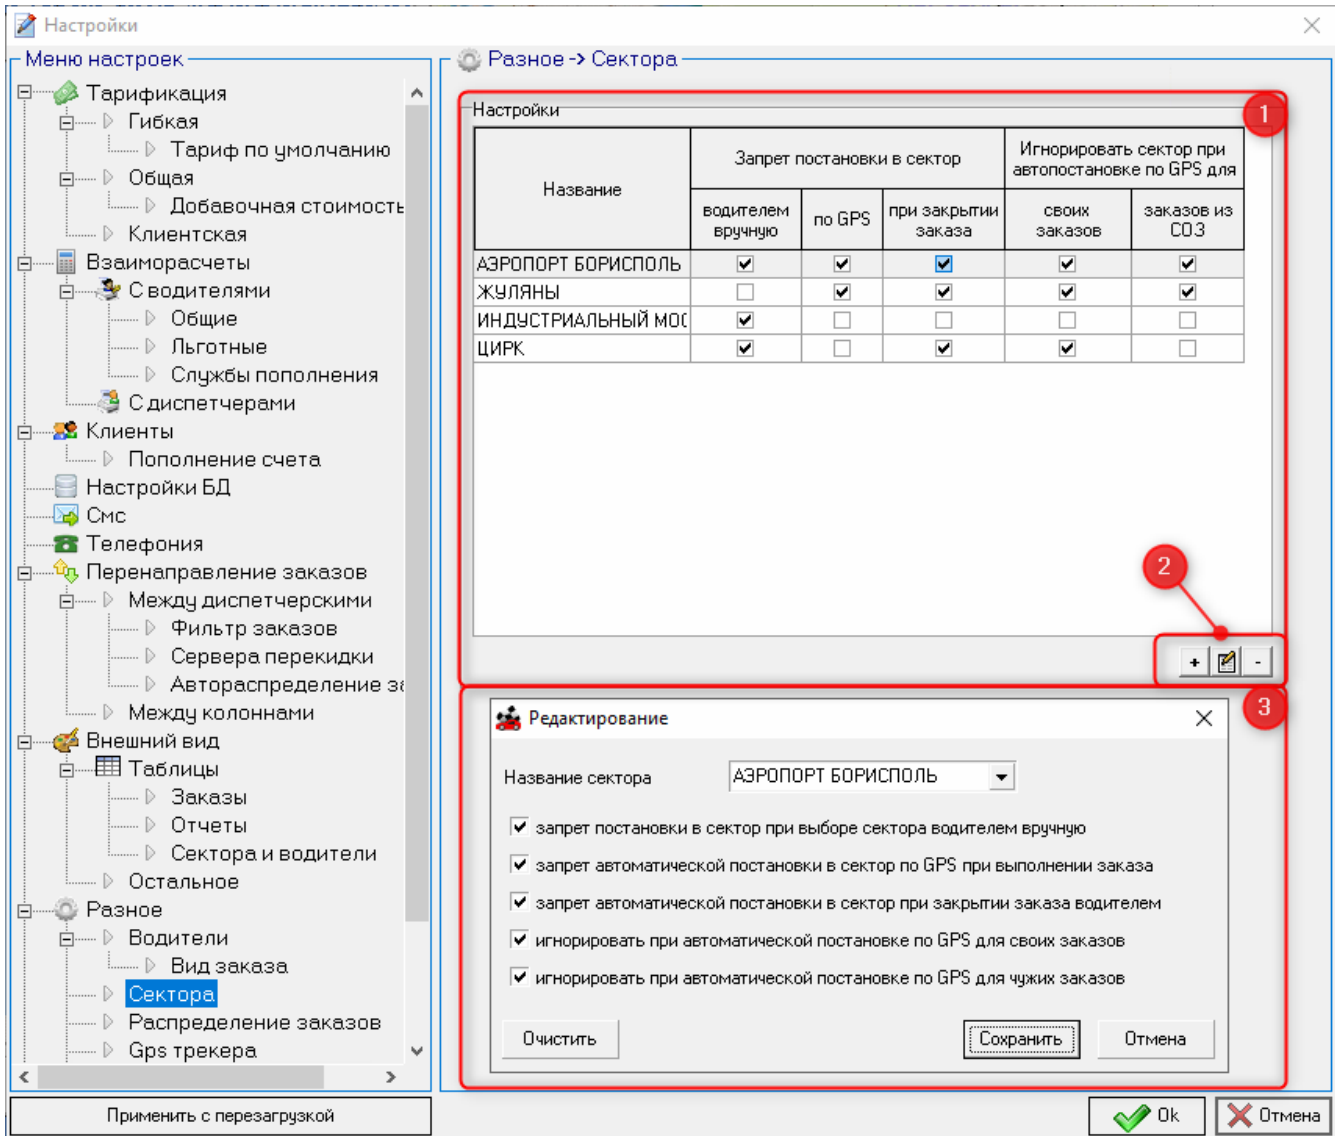 Настройки
Меню настроек
Тарификация
Гибкая
Тариф по умолчанию
Общая
Добавочная стоимость
Клиентская
Взаиморасчеты
С водителями
Общие
Льготные
Службы пополнения
С диспетчерами
Клиенты
Пополнение счета
Настройки БД
Смс
Телефония
Перенаправление заказов
Между диспетчерскими
Фильтр заказов
Сервера перекидки
Автораспределение за
Между колоннами
Внешний вид
Таблицы
Заказы
Отчеты
Сектора и водители
Остальное
Разное
Водители
Вид заказа
Сектора
Распределение заказов
Gps трекера
Применить с перезагрузкой
Разное -> Сектора
1
Настройки
Название
Запрет постановки в сектор
Игнорировать сектор при
автопостановке по GPS для
водителем
вручную
по GPS
при закрытии
заказа
своих
заказов
заказов из
СОЗ
АЭРОПОРТ БОРИСПОЛЬ
ЖУЛЯНЫ
ИНДУСТРИАЛЬНЫЙ МОС
ЦИРК
2
+
-
3
Редактирование
Название сектора
АЭРОПОРТ БОРИСПОЛЬ
запрет постановки в сектор при выборе сектора водителем вручную
запрет автоматической постановки в сектор по GPS при выполнении заказа
запрет автоматической постановки в сектор при закрытии заказа водителем
игнорировать при автоматической постановке по GPS для своих заказов
игнорировать при автоматической постановке по GPS для чужих заказов
Очистить
Сохранить
Отмена
Ok
Отмена